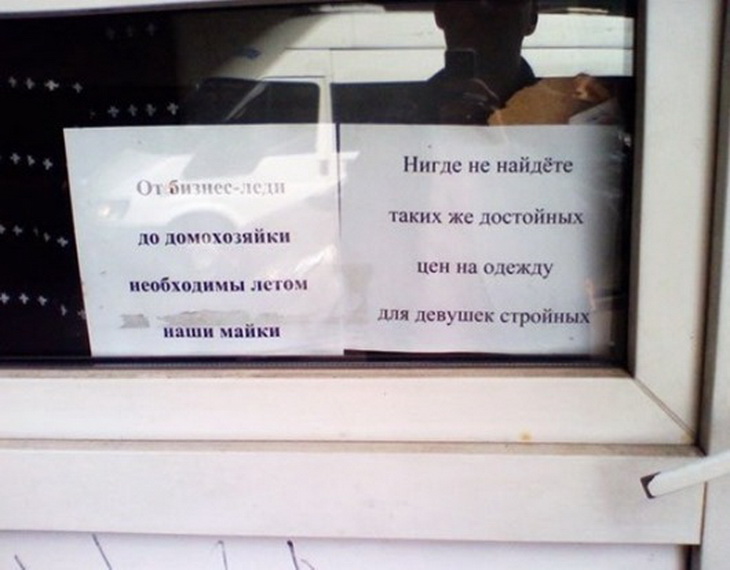 От бизнес-леди
до домохозяйки
необходимы летом
наши майки
Нигде не найдёте
таких же достойных
цен на одежду
для девушек стройных